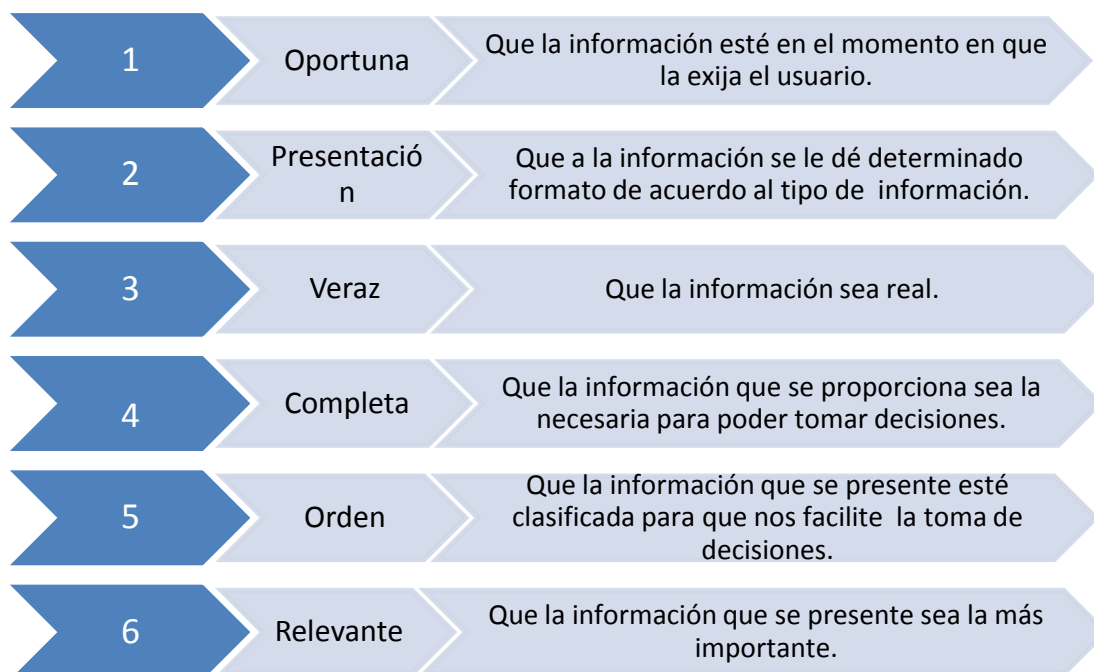 1
Oportuna
Que la información esté en el momento en que
la exija el usuario.
2
Presentació
n
Que a la información se le dé determinado
formato de acuerdo al tipo de información.
3
Veraz
Que la información sea real.
4
Completa
Que la información que se proporciona sea la
necesaria para poder tomar decisiones.
5
Orden
Que la información que se presente esté
clasificada para que nos facilite la toma de
decisiones.
6
Relevante
Que la información que se presente sea la más
importante.